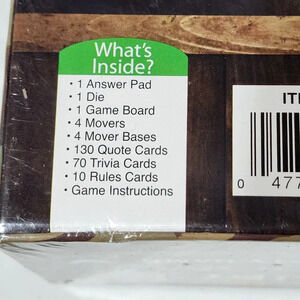 What's
Inside?
• 1 Answer Pad
• 1 Die
• 1 Game Board
• 4 Movers
• 4 Mover Bases
• 130 Quote Cards
• 70 Trivia Cards
• 10 Rules Cards
• Game Instructions
0 477